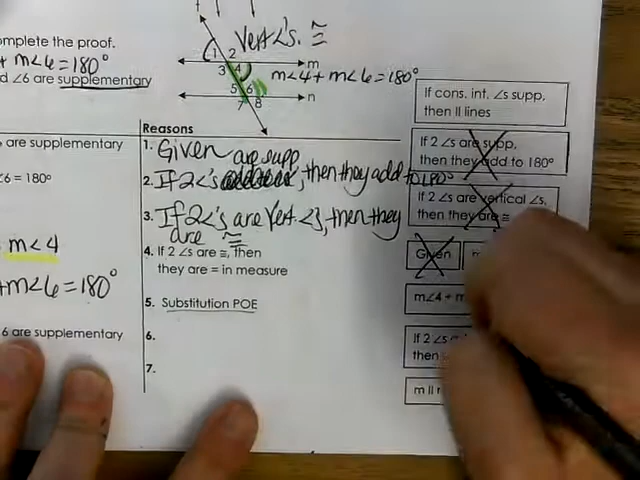 omplete the proof.
+ m∠6 = 180°
d ∠6 are supplementary
t
Vert ∠'s. ≅
1 2
3 4
m
m∠4 + m∠6 = 180°
5 6
7 8
n
Reasons
are supplementary
1. Given
are supp
∠6 = 180°
2. If 2 ∠'s , then they add to 180°
3. If 2 ∠'s are Vert ∠s, then they
are ≅
m∠4
4. If 2 ∠s are ≅, then
they are = in measure
+m∠6 = 180°
5. Substitution POE
6 are supplementary
6.
7.
If cons. int. ∠s supp.
then ll lines
If 2 ∠s are supp.
then they add to 180°
If 2 ∠s are vertical ∠s,
then they are ≅
Given
m∠4 + m
If 2 ∠s
then
m ll